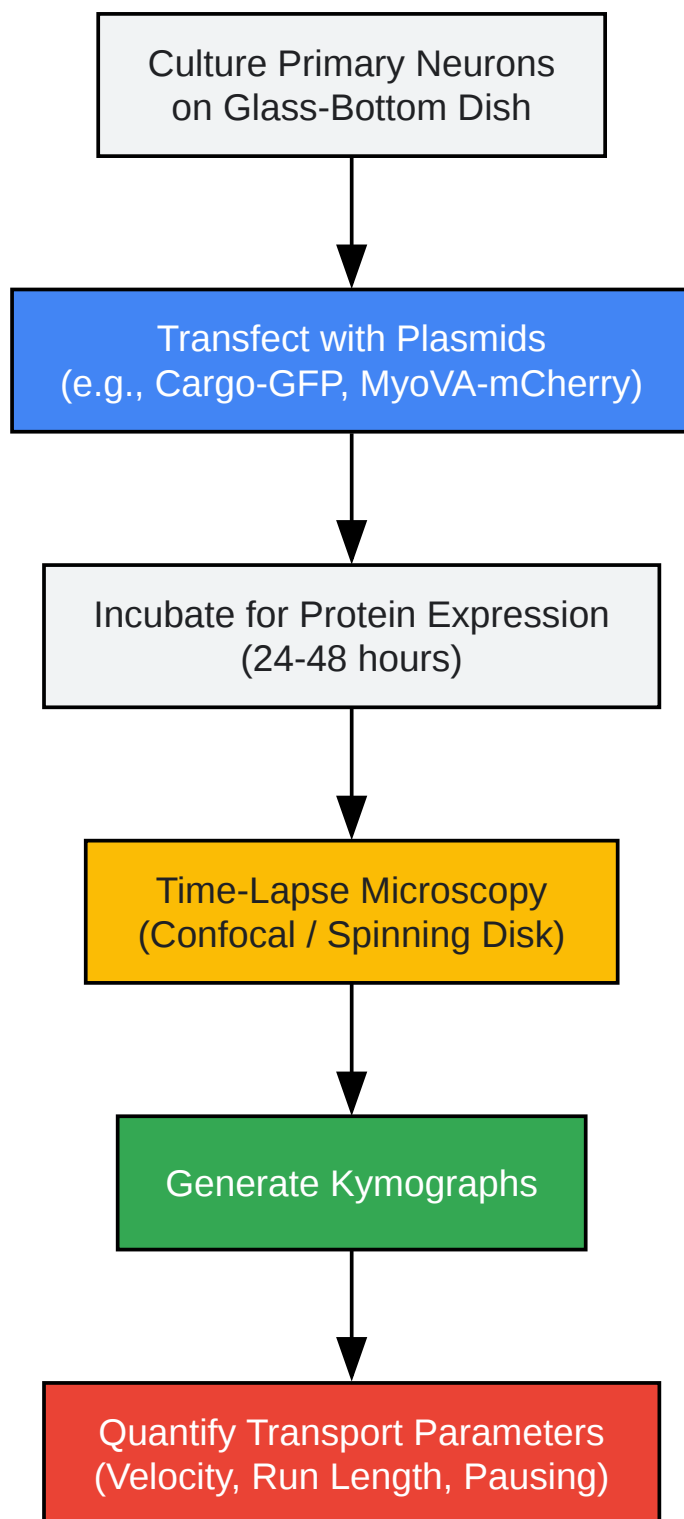 Culture Primary Neurons
on Glass-Bottom Dish
Transfect with Plasmids
(e.g., Cargo-GFP, MyoVA-mCherry)
Incubate for Protein Expression
(24-48 hours)
Time-Lapse Microscopy
(Confocal / Spinning Disk)
Generate Kymographs
Quantify Transport Parameters
(Velocity, Run Length, Pausing)